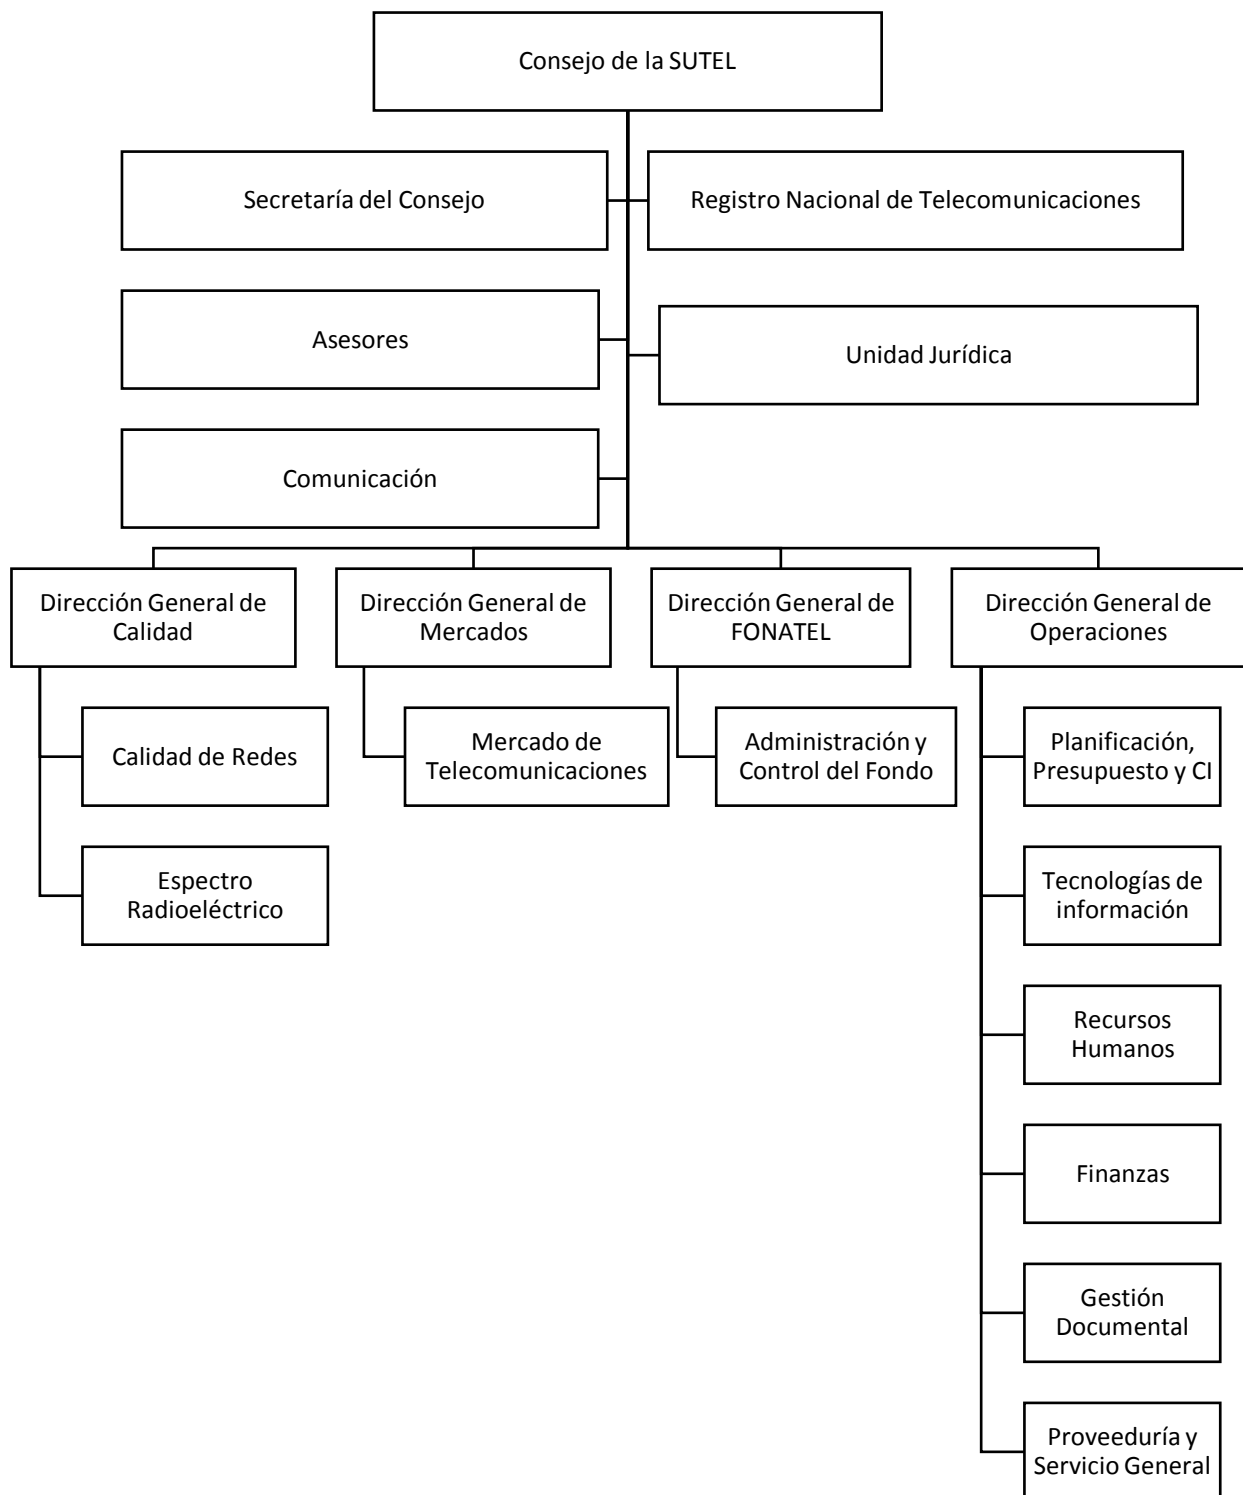 Consejo de la SUTEL
Secretaría del Consejo
Registro Nacional de Telecomunicaciones
Asesores
Unidad Jurídica
Comunicación
Dirección General de
Calidad
Dirección General de
Mercados
Dirección General de
FONATEL
Dirección General de
Operaciones
Calidad de Redes
Mercado de
Telecomunicaciones
Administración y
Control del Fondo
Planificación,
Presupuesto y CI
Espectro
Radioeléctrico
Tecnologías de
información
Recursos
Humanos
Finanzas
Gestión
Documental
Proveeduría y
Servicio General